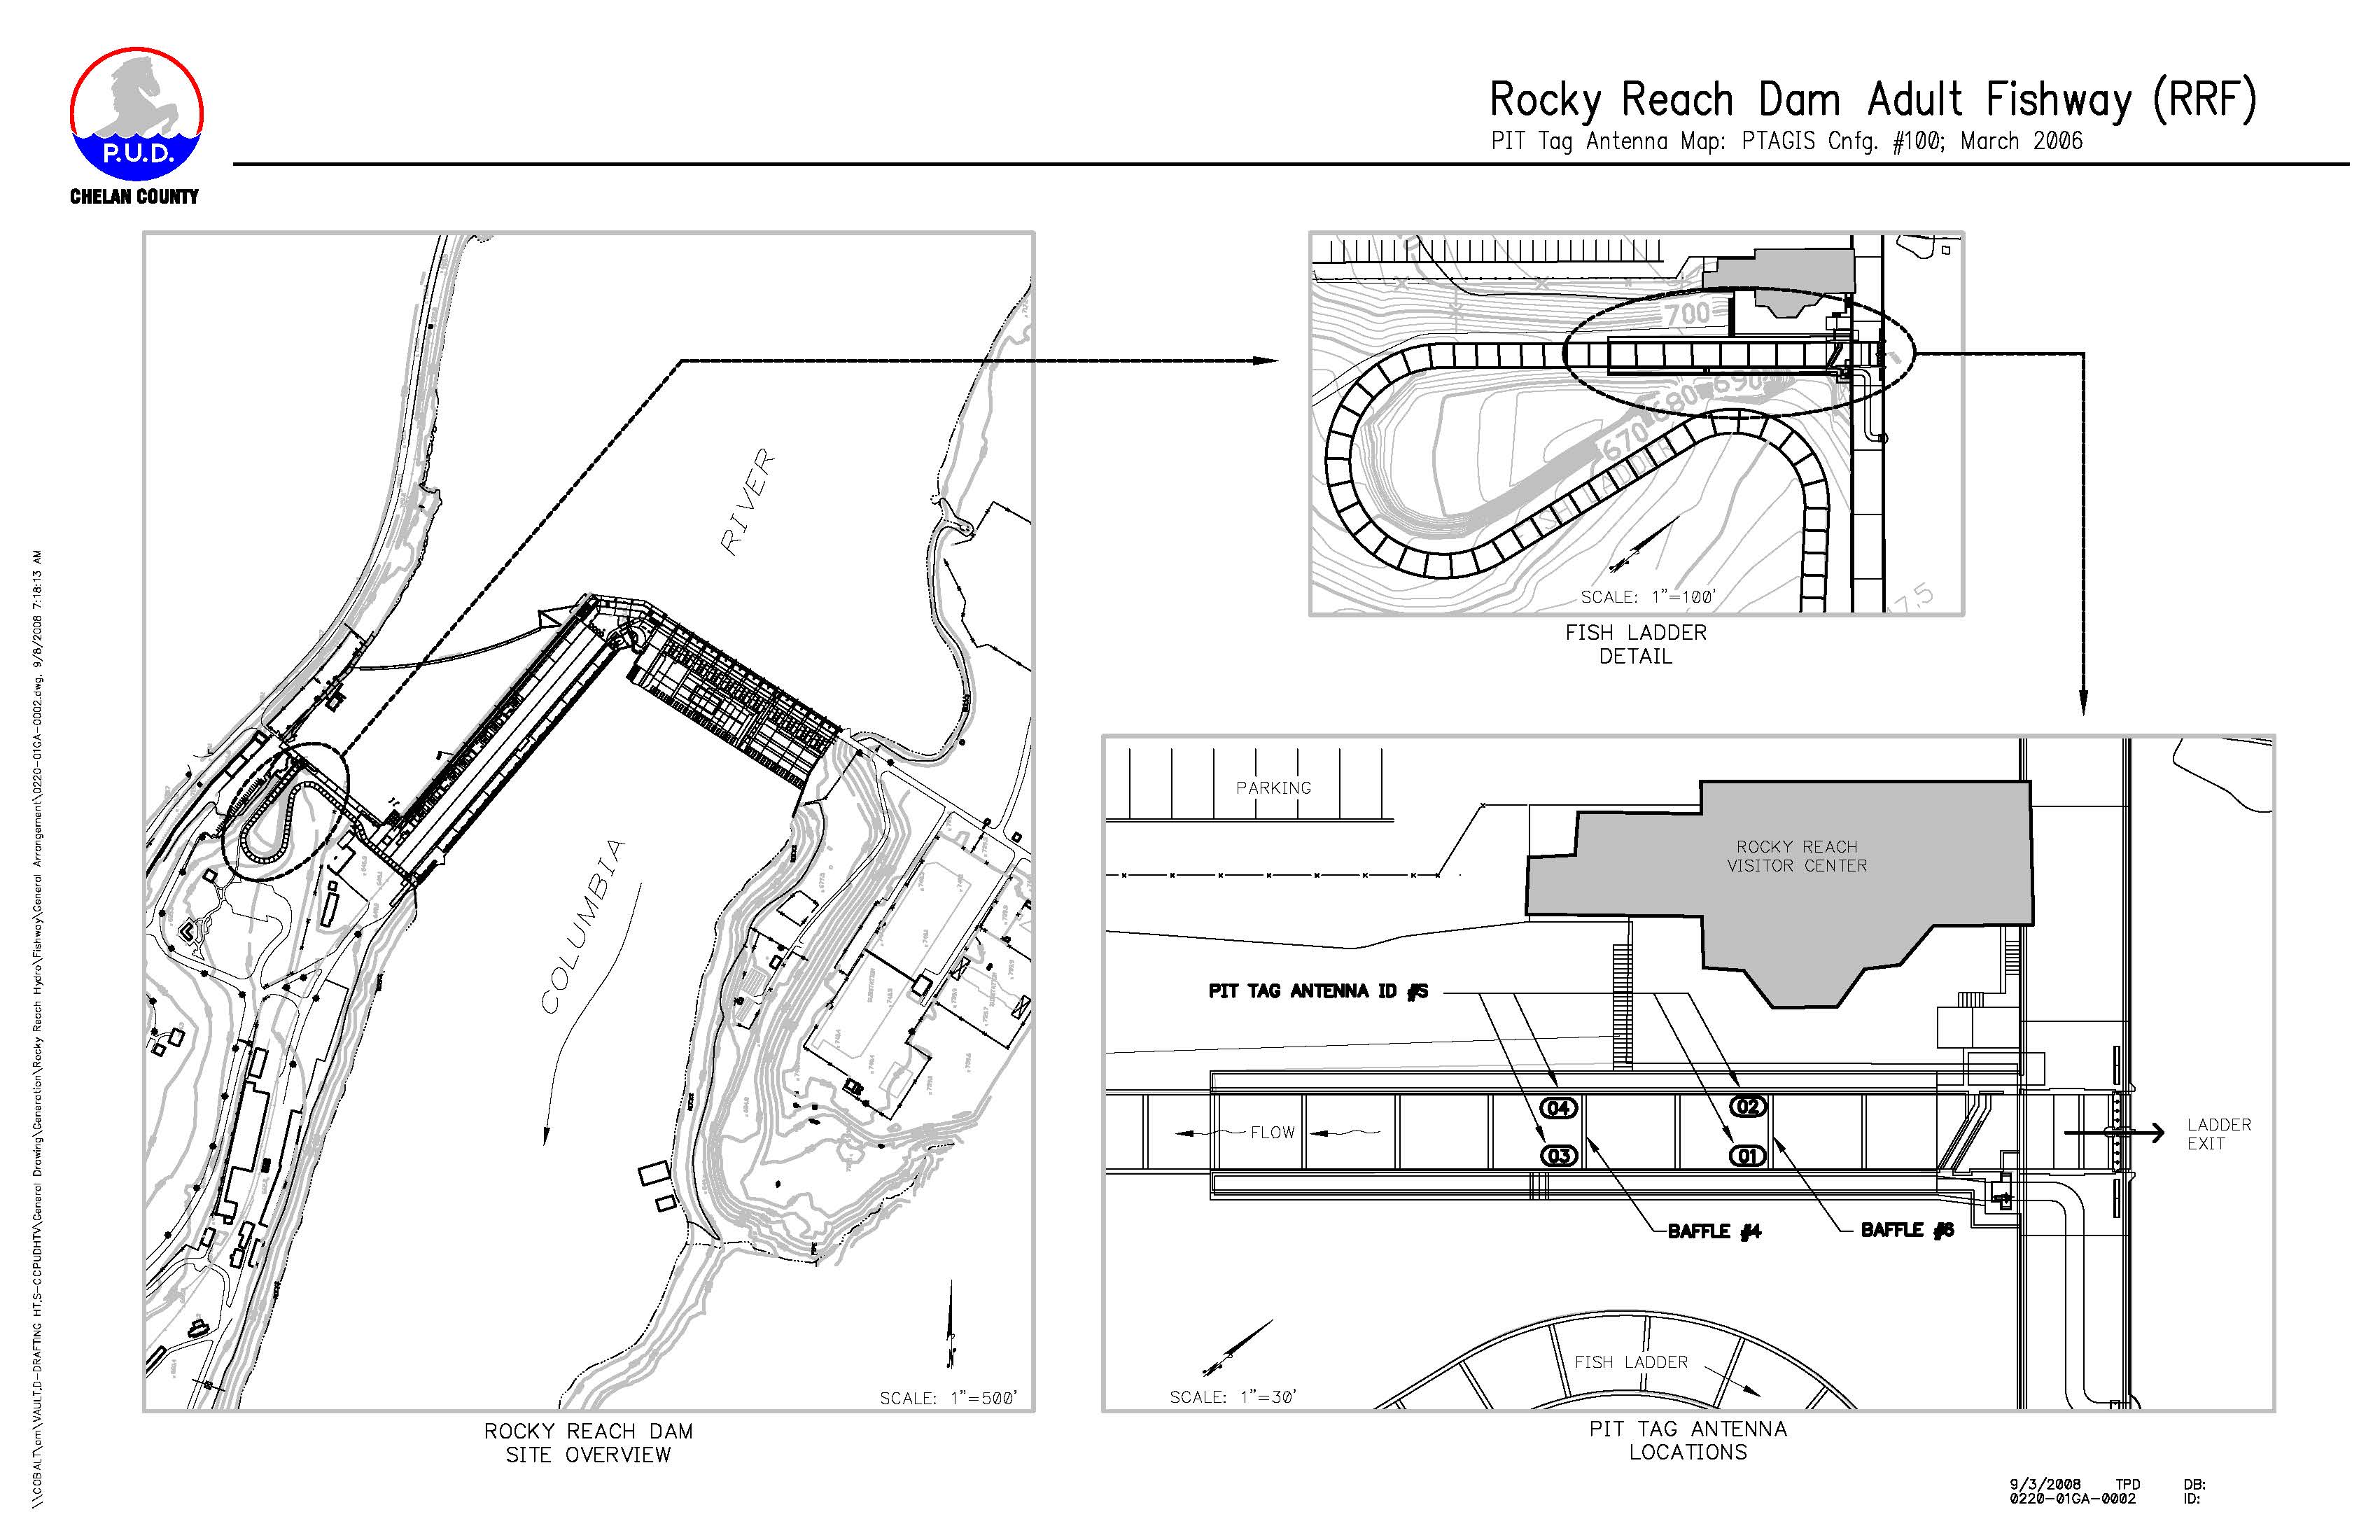 P.U.D.
CHELAN COUNTY
Rocky Reach Dam Adult Fishway (RRF)
PIT Tag Antenna Map: PTAGIS Cnfg. #100; March 2006
\\COBALT\am\VAULT,D-DRAFTING HT,S-CCPUDHTV\General Drawing\Generation\Rocky Reach Hydro\Fishway\General Arrangement\0220-01GA-0002.dwg, 9/8/2008 7:18:13 AM
RIVER
COLUMBIA
SCALE: 1"=500'
ROCKY REACH DAM
SITE OVERVIEW
700
690
680
670
FISH LADDER
SCALE: 1"=100'
FISH LADDER
DETAIL
PARKING
ROCKY REACH
VISITOR CENTER
PIT TAG ANTENNA ID #S
04
02
FLOW
03
01
LADDER
EXIT
BAFFLE #4
BAFFLE #6
FISH LADDER
SCALE: 1"=30'
PIT TAG ANTENNA
LOCATIONS
9/3/2008 TPD DB:
0220-01GA-0002 ID: